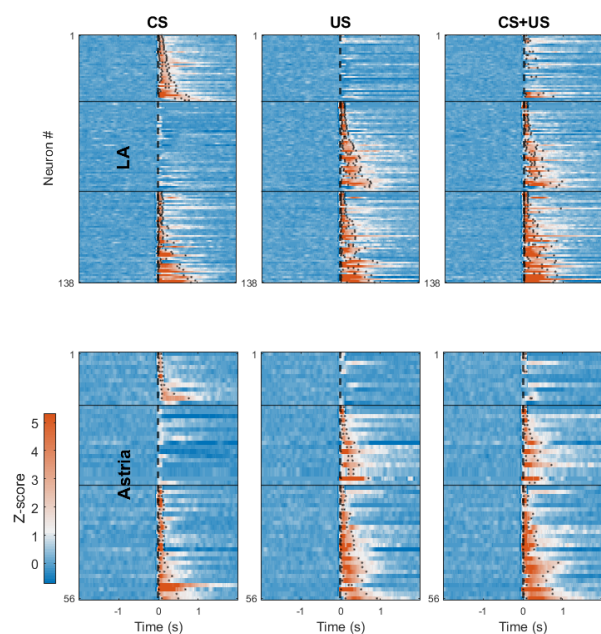 CS US CS+US
1 1 1
Neuron #
LA
138 138 138
1 1 1
Astria
5
4
3
2
1
0
Z-score
56 56 56
-1 0 1 -1 0 1 -1 0 1
Time (s) Time (s) Time (s)